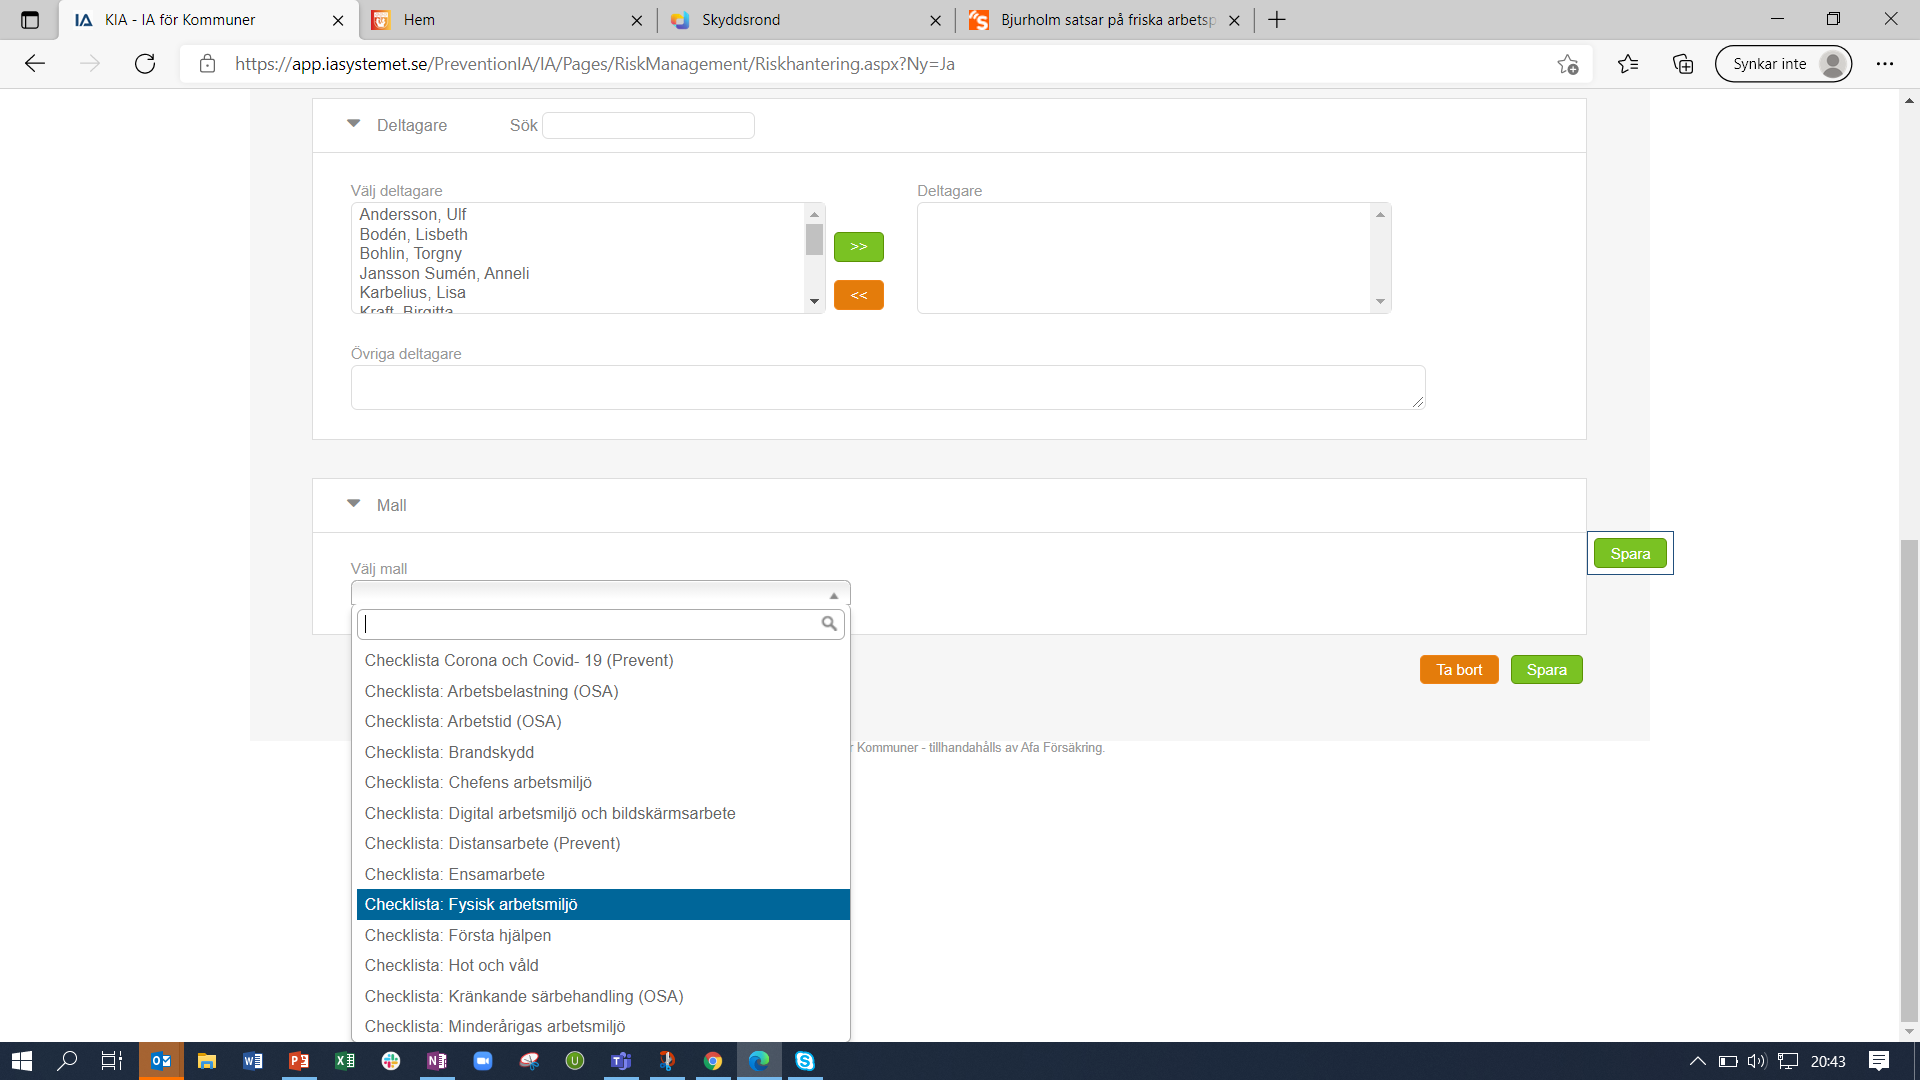 KIA - IA för Kommuner
Hem
Skyddsrond
Bjurholm satsar på friska arbetsp
https://app.iasystemet.se/PreventionIA/IA/Pages/RiskManagement/Riskhantering.aspx?Ny=Ja
Synkar inte
Deltagare
Sök
Välj deltagare
Deltagare
Andersson, Ulf
Bodén, Lisbeth
Bohlin, Torgny
Jansson Sumén, Anneli
Karbelius, Lisa
Kraft, Birgitta
>>
<<
Övriga deltagare
Mall
Spara
Välj mall
Checklista Corona och Covid- 19 (Prevent)
Checklista: Arbetsbelastning (OSA)
Checklista: Arbetstid (OSA)
Checklista: Brandskydd
Checklista: Chefens arbetsmiljö
Checklista: Digital arbetsmiljö och bildskärmsarbete
Checklista: Distansarbete (Prevent)
Checklista: Ensamarbete
Checklista: Fysisk arbetsmiljö
Checklista: Första hjälpen
Checklista: Hot och våld
Checklista: Kränkande särbehandling (OSA)
Checklista: Minderårigas arbetsmiljö
Ta bort
Spara
r Kommuner - tillhandahålls av Afa Försäkring.
20:43